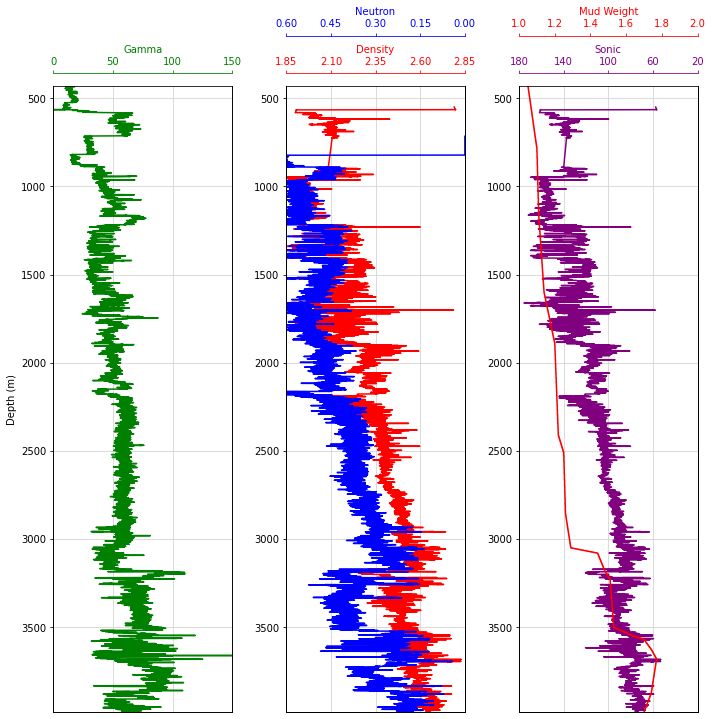 Neutron
0.60 0.45 0.30 0.15 0.00
Mud Weight
1.0 1.2 1.4 1.6 1.8 2.0
Gamma
0 50 100 150
Density
1.85 2.10 2.35 2.60 2.85
Sonic
180 140 100 60 20
Depth (m)
500 500 500
1000 1000 1000
1500 1500 1500
2000 2000 2000
2500 2500 2500
3000 3000 3000
3500 3500 3500